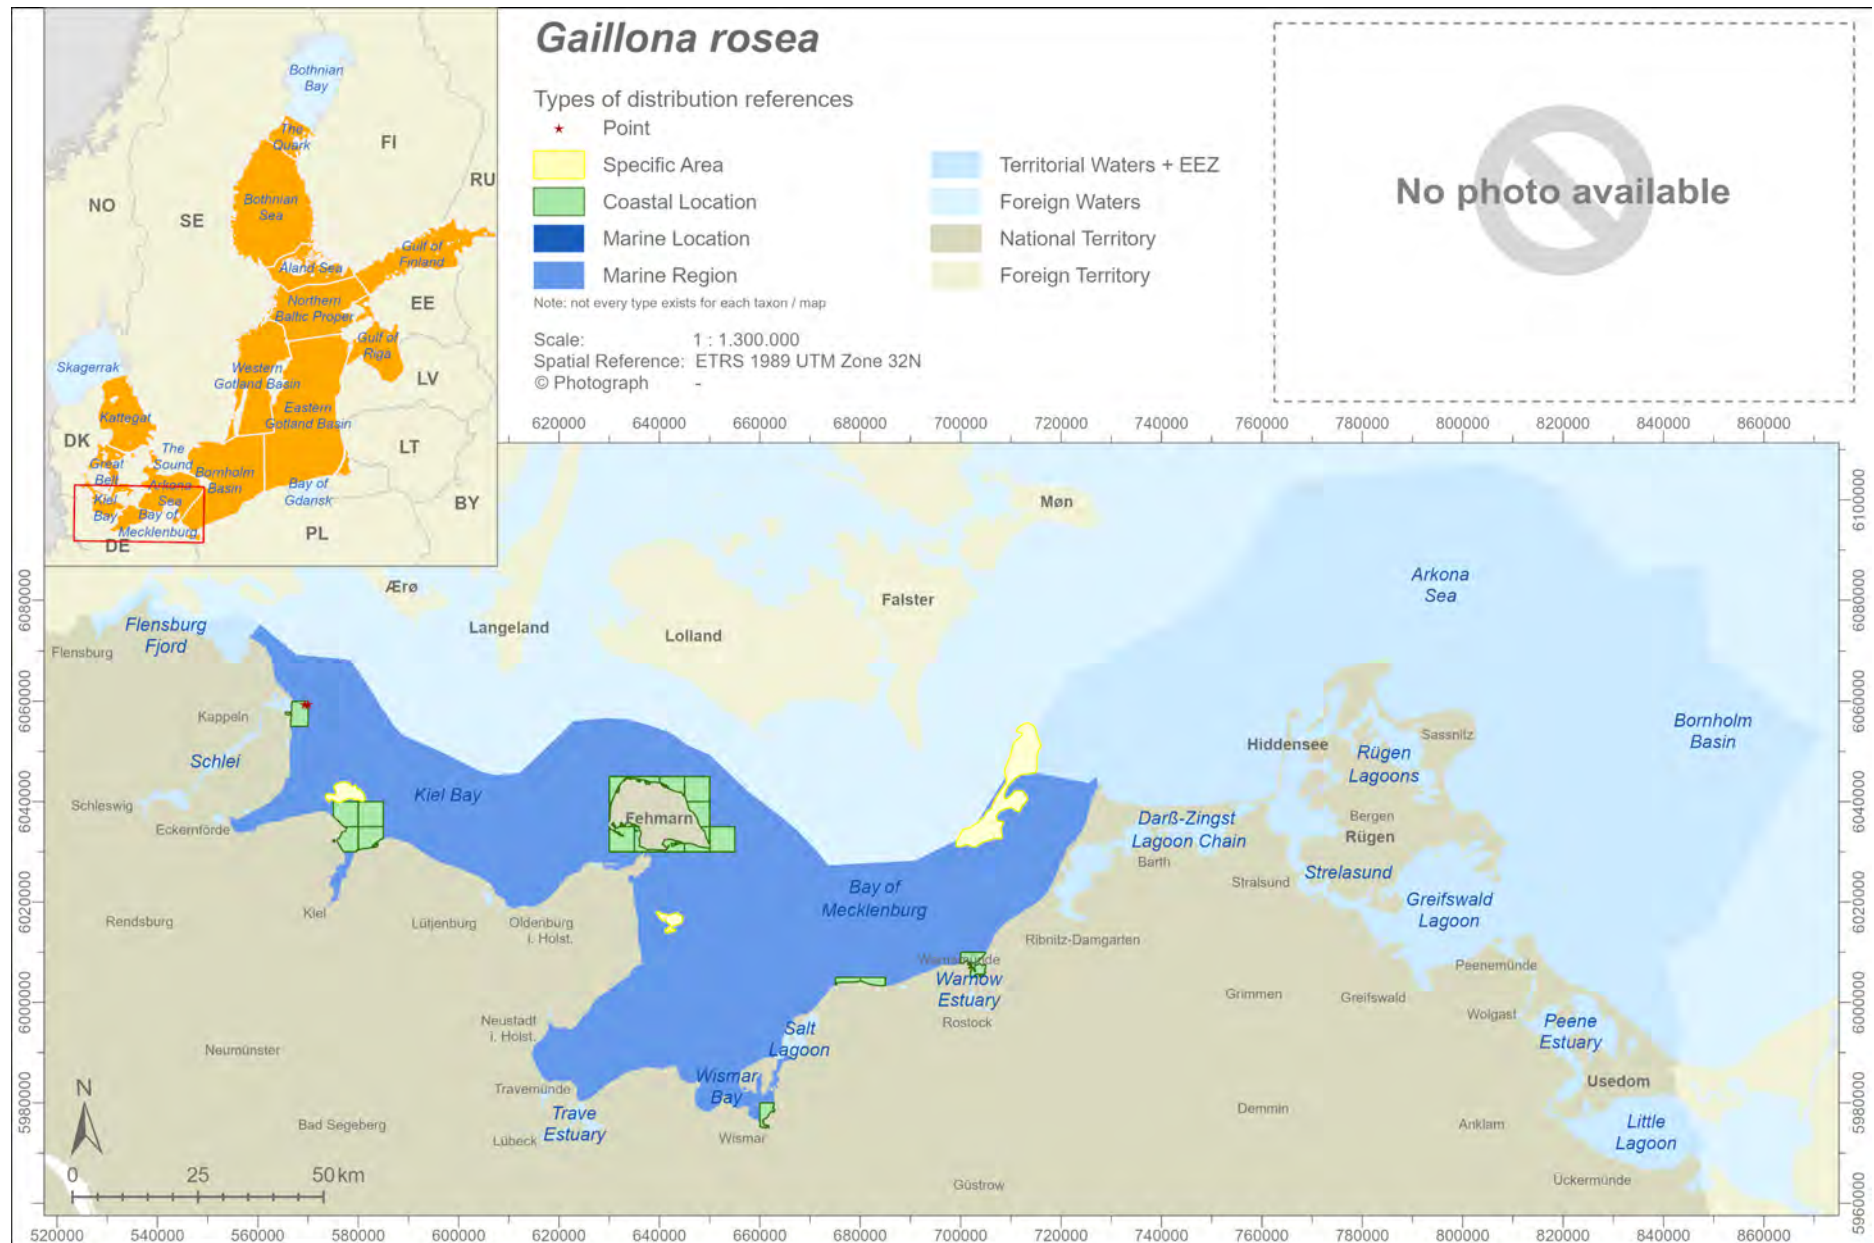 Gaillona rosea
Types of distribution references
Point
Specific Area
Coastal Location
Marine Location
Marine Region
Territorial Waters + EEZ
Foreign Waters
National Territory
Foreign Territory
Note: not every type exists for each taxon / map
Scale: 1 : 1.300.000
Spatial Reference: ETRS 1989 UTM Zone 32N
© Photograph -
No photo available
Bothnian
Bay
The
Quark
FI
RU
NO
SE
Bothnian
Sea
Gulf of
Finland
Åland Sea
Northern
Baltic Proper
EE
Gulf of
Riga
Skagerrak
Western
Gotland Basin
LV
Kattegat
Eastern
Gotland Basin
DK
The
Sound
LT
Great
Belt
Bornholm
Basin
Arkona
Sea
Bay of
Gdansk
Kiel
Bay
Bay of
Mecklenburg
BY
PL
DE
620000 640000 660000 680000 700000 720000 740000 760000 780000 800000 820000 840000 860000
6100000
6080000
6060000
6040000
6020000
6000000
5980000
5960000
6080000
6060000
6040000
6020000
6000000
5980000
Møn
Ærø
Falster
Arkona
Sea
Flensburg
Fjord
Langeland
Lolland
Flensburg
Kappeln
Schlei
Hiddensee
Sassnitz
Rügen
Lagoons
Bornholm
Basin
Schleswig
Kiel Bay
Fehmarn
Eckernförde
Darß-Zingst
Lagoon Chain
Bergen
Rügen
Barth
Strelasund
Stralsund
Bay of
Mecklenburg
Greifswald
Lagoon
Rendsburg
Kiel
Lütjenburg
Oldenburg
i. Holst.
Ribnitz-Damgarten
Warnemünde
Warnow
Estuary
Peenemünde
Grimmen
Greifswald
Wolgast
Rostock
Neustadt
i. Holst.
Salt
Lagoon
Peene
Estuary
Neumünster
Wismar
Bay
Usedom
Travemünde
Trave
Estuary
Bad Segeberg
Lübeck
Wismar
Demmin
Anklam
Little
Lagoon
Güstrow
Ückermünde
N
0 25 50 km
520000 540000 560000 580000 600000 620000 640000 660000 680000 700000 720000 740000 760000 780000 800000 820000 840000 860000